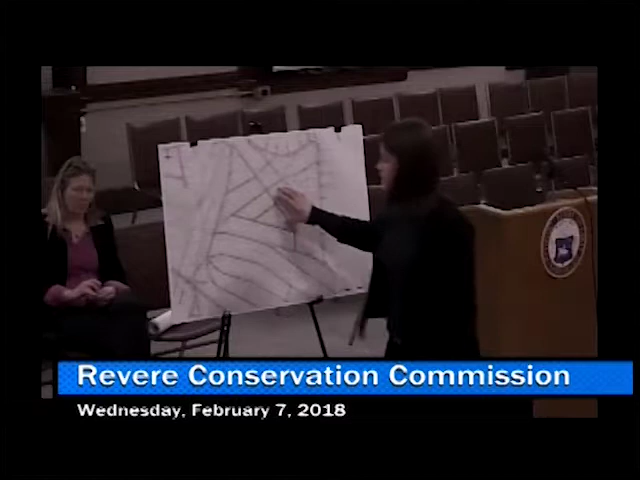 Revere Conservation Commission
Wednesday, February 7, 2018